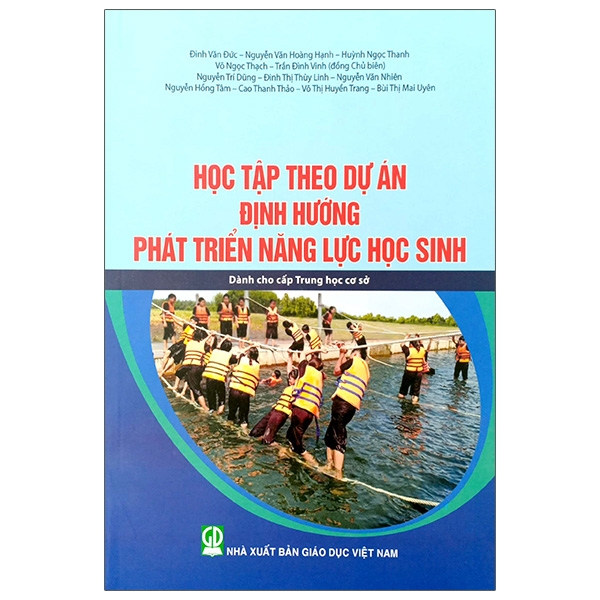 Đinh Văn Đức – Nguyễn Văn Hoàng Hạnh – Huỳnh Ngọc Thanh
Võ Ngọc Thạch – Trần Đình Vinh (đồng Chủ biên)
Nguyễn Trí Dũng – Đinh Thị Thùy Linh – Nguyễn Văn Nhiên
Nguyễn Hồng Tâm – Cao Thanh Thảo – Võ Thị Huyền Trang – Bùi Thị Mai Uyên
HỌC TẬP THEO DỰ ÁN
ĐỊNH HƯỚNG
PHÁT TRIỂN NĂNG LỰC HỌC SINH
Dành cho cấp Trung học cơ sở
GD
NHÀ XUẤT BẢN GIÁO DỤC VIỆT NAM